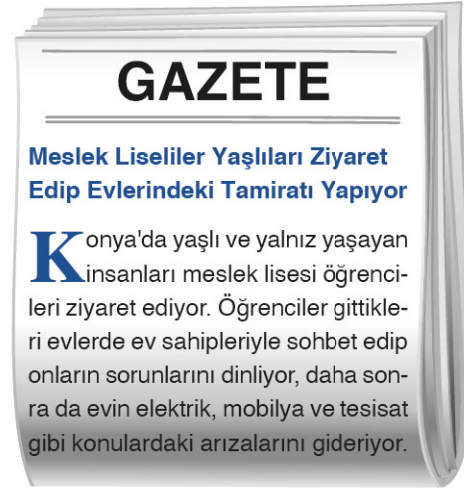 GAZETE
Meslek Liseliler Yaşlıları Ziyaret
Edip Evlerindeki Tamiratı Yapıyor
Konya'da yaşlı ve yalnız yaşayan
insanları meslek lisesi öğrenci-
leri ziyaret ediyor. Öğrenciler gittikle-
ri evlerde ev sahipleriyle sohbet edip
onların sorunlarını dinliyor, daha son-
ra da evin elektrik, mobilya ve tesisat
gibi konulardaki arızalarını gideriyor.